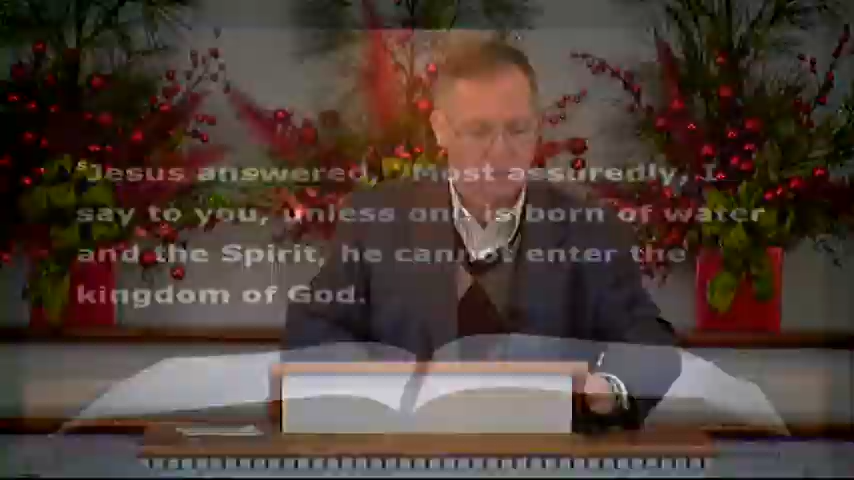 ⁵Jesus answered, "Most assuredly, I
say to you, unless one is born of water
and the Spirit, he cannot enter the
kingdom of God.